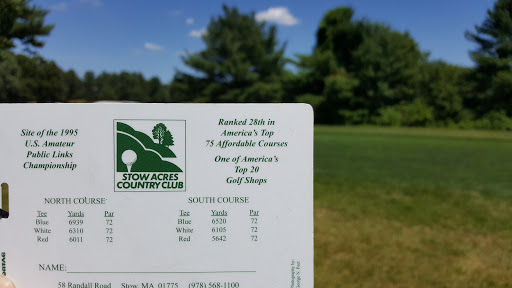 Site of the 1995
U.S. Amateur
Public Links
Championship
STOW ACRES
COUNTRY CLUB
Ranked 28th in
America's Top
75 Affordable Courses
One of America's
Top 20
Golf Shops
NORTH COURSE
Tee Yards Par
Blue 6939 72
White 6310 72
Red 6011 72
SOUTH COURSE
Tee Yards Par
Blue 6520 72
White 6105 72
Red 5642 72
NAME:
58 Randall Road Stow, MA 01775 (978) 568-1100
Photography by: